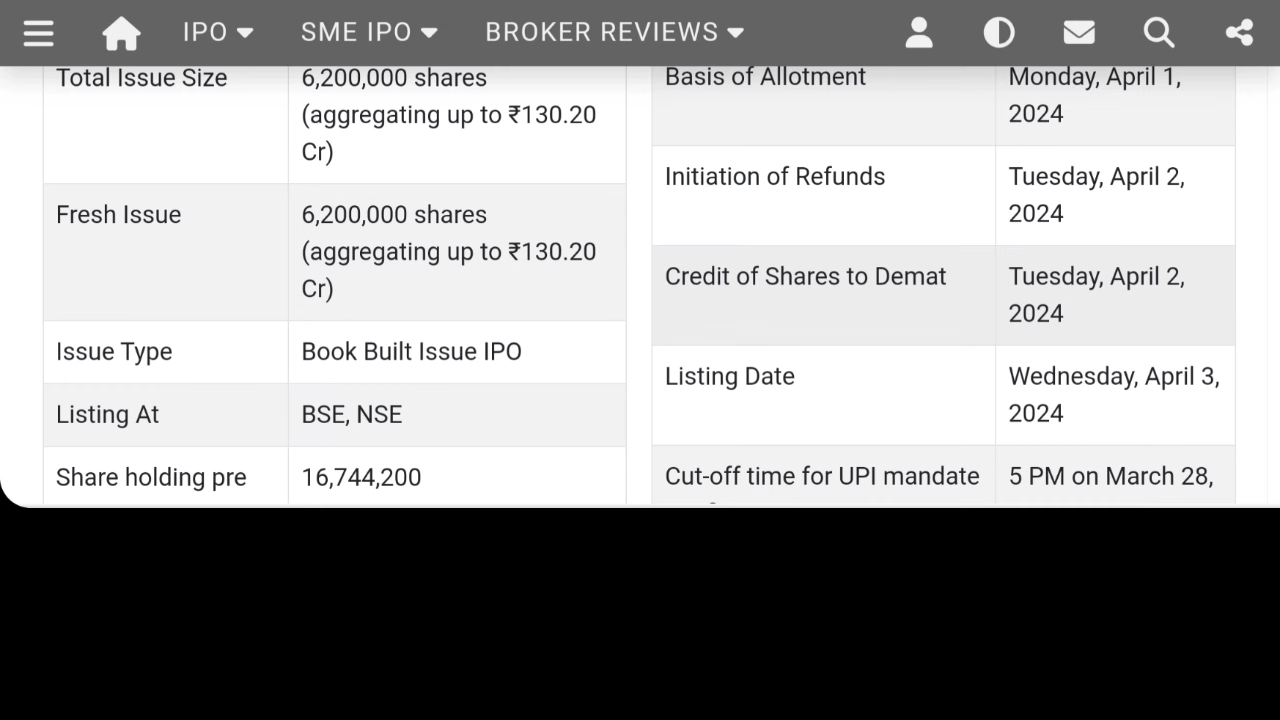 IPO SME IPO BROKER REVIEWS
Total Issue Size
6,200,000 shares
(aggregating up to ₹130.20
Cr)
Fresh Issue
6,200,000 shares
(aggregating up to ₹130.20
Cr)
Issue Type
Book Built Issue IPO
Listing At
BSE, NSE
Share holding pre
16,744,200
Basis of Allotment
Monday, April 1,
2024
Initiation of Refunds
Tuesday, April 2,
2024
Credit of Shares to Demat
Tuesday, April 2,
2024
Listing Date
Wednesday, April 3,
2024
Cut-off time for UPI mandate
5 PM on March 28,